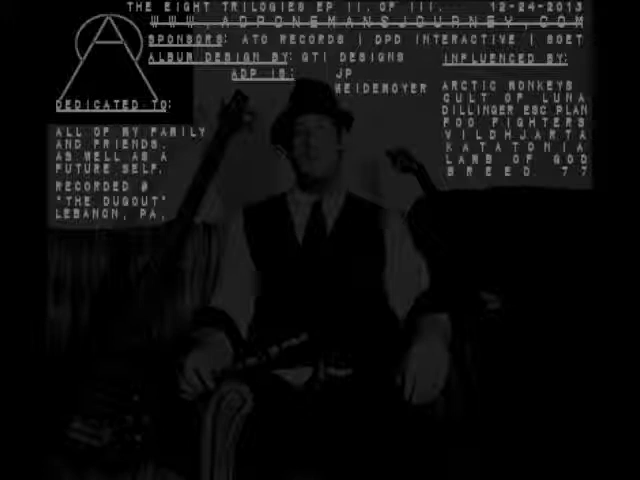 THE EIGHT TRILOGIES EP II. OF III. 12-24-2013
WWW.ADPONEMANSJOURNEY.COM
SPONSORS: ATO RECORDS | DPD INTERACTIVE | SOET
ALBUM DESIGN BY: GTI DESIGNS
ADP IS: JP
WEIDEMOYER
INFLUENCED BY:
ARCTIC MONKEYS
CULT OF LUNA
DILLINGER ESC PLAN
FOO FIGHTERS
VILDHJARTA
KATATONIA
LAMB OF GOD
BREED 77
DEDICATED TO:
ALL OF MY FAMILY
AND FRIENDS.
AS WELL AS A
FUTURE SELF.
RECORDED @
"THE DUGOUT"
LEBANON, PA.